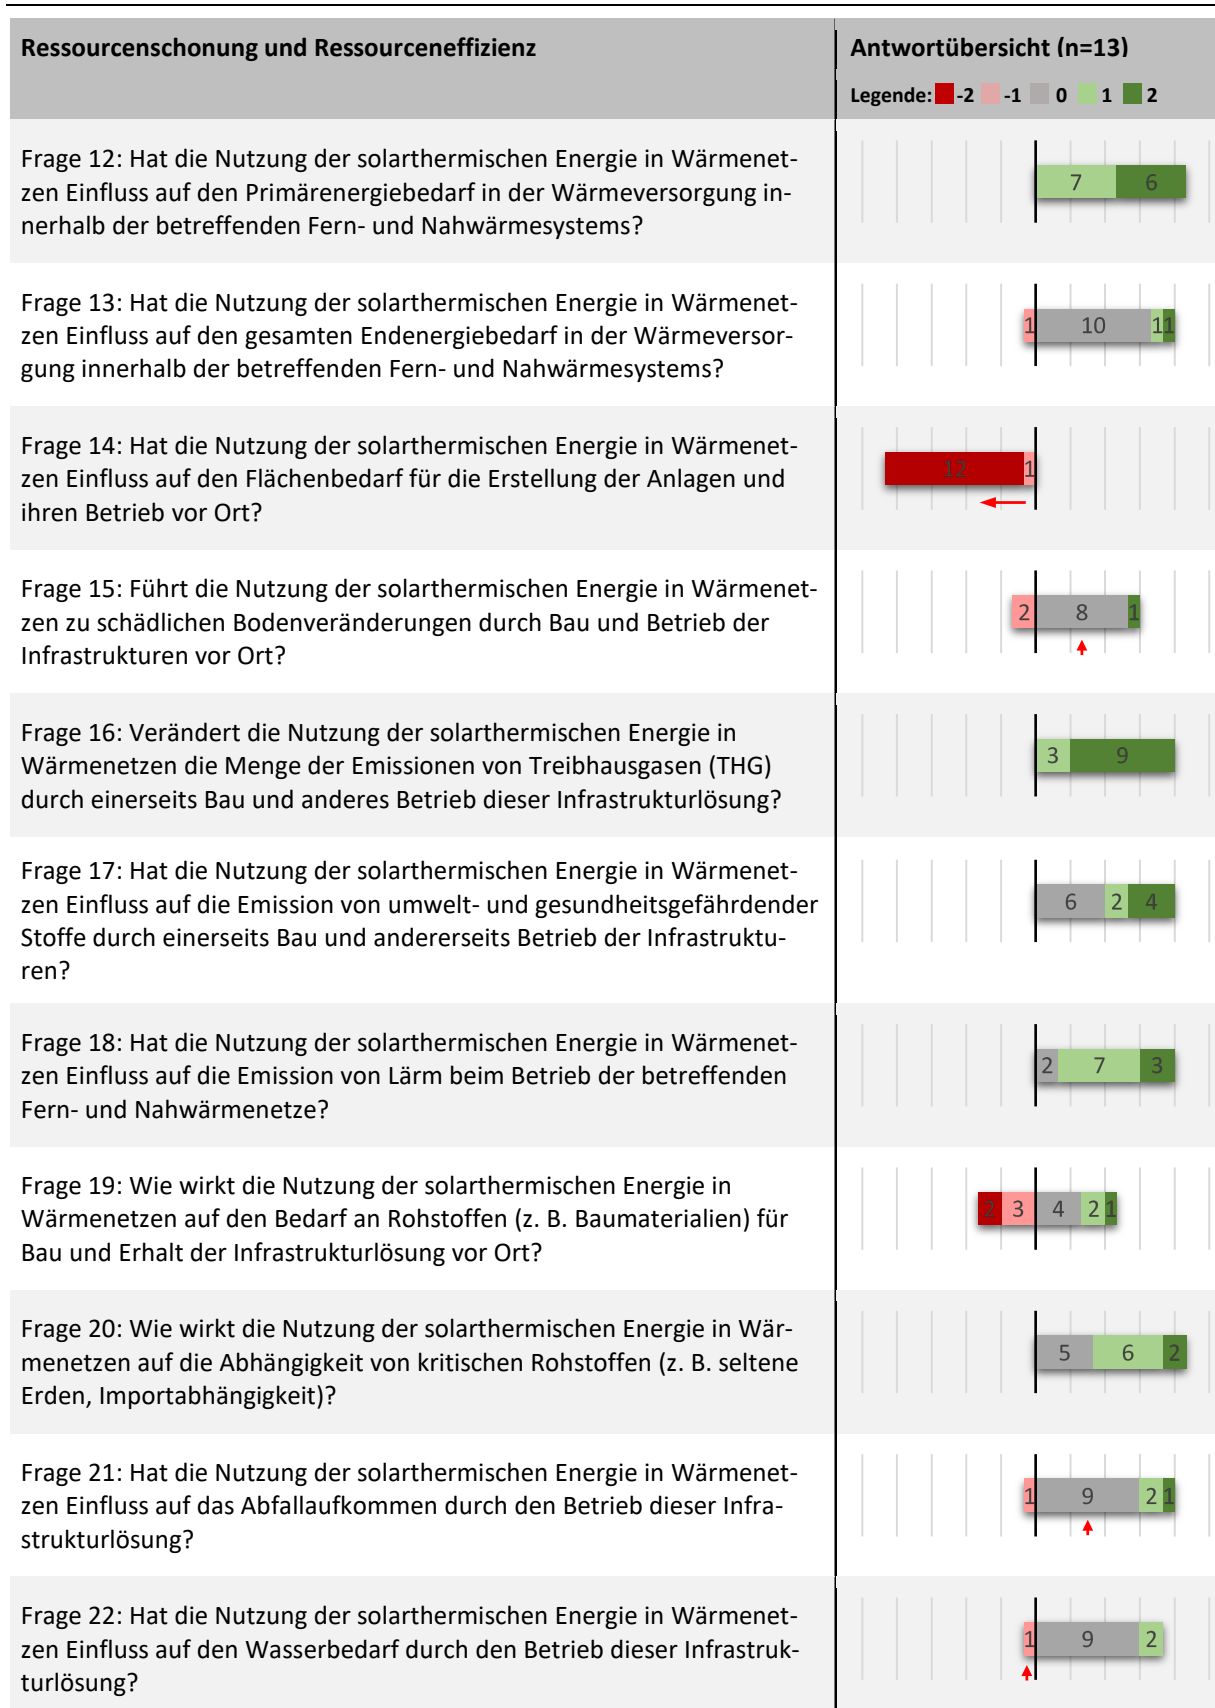 Ressourcenschonung und Ressourceneffizienz
Antwortübersicht (n=13)
Legende: -2 -1 0 1 2
Frage 12: Hat die Nutzung der solarthermischen Energie in Wärmenet-
zen Einfluss auf den Primärenergiebedarf in der Wärmeversorgung in-
nerhalb der betreffenden Fern- und Nahwärmesystems?
7 6
Frage 13: Hat die Nutzung der solarthermischen Energie in Wärmenet-
zen Einfluss auf den gesamten Endenergiebedarf in der Wärmeversor-
gung innerhalb der betreffenden Fern- und Nahwärmesystems?
1 10 1 1
Frage 14: Hat die Nutzung der solarthermischen Energie in Wärmenet-
zen Einfluss auf den Flächenbedarf für die Erstellung der Anlagen und
ihren Betrieb vor Ort?
12 1
Frage 15: Führt die Nutzung der solarthermischen Energie in Wärmenet-
zen zu schädlichen Bodenveränderungen durch Bau und Betrieb der
Infrastrukturen vor Ort?
2 8 1
Frage 16: Verändert die Nutzung der solarthermischen Energie in
Wärmenetzen die Menge der Emissionen von Treibhausgasen (THG)
durch einerseits Bau und anderes Betrieb dieser Infrastrukturlösung?
3 9
Frage 17: Hat die Nutzung der solarthermischen Energie in Wärmenet-
zen Einfluss auf die Emission von umwelt- und gesundheitsgefährdender
Stoffe durch einerseits Bau und andererseits Betrieb der Infrastruktu-
ren?
6 2 4
Frage 18: Hat die Nutzung der solarthermischen Energie in Wärmenet-
zen Einfluss auf die Emission von Lärm beim Betrieb der betreffenden
Fern- und Nahwärmenetze?
2 7 3
Frage 19: Wie wirkt die Nutzung der solarthermischen Energie in
Wärmenetzen auf den Bedarf an Rohstoffen (z. B. Baumaterialien) für
Bau und Erhalt der Infrastrukturlösung vor Ort?
2 3 4 2 1
Frage 20: Wie wirkt die Nutzung der solarthermischen Energie in Wär-
menetzen auf die Abhängigkeit von kritischen Rohstoffen (z. B. seltene
Erden, Importabhängigkeit)?
5 6 2
Frage 21: Hat die Nutzung der solarthermischen Energie in Wärmenet-
zen Einfluss auf das Abfallaufkommen durch den Betrieb dieser Infra-
strukturlösung?
1 9 2 1
Frage 22: Hat die Nutzung der solarthermischen Energie in Wärmenet-
zen Einfluss auf den Wasserbedarf durch den Betrieb dieser Infrastruk-
turlösung?
1 9 2